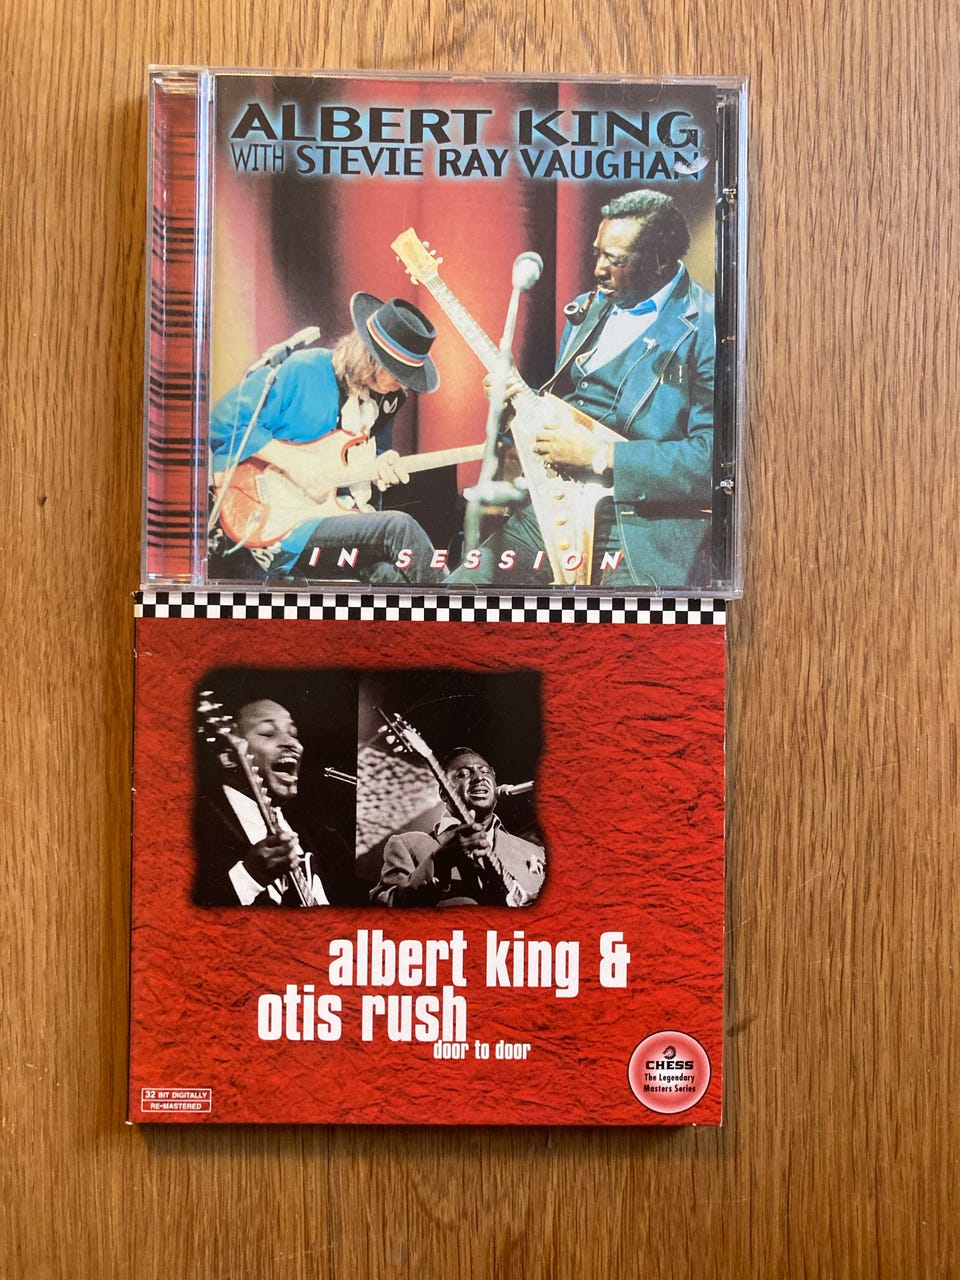 ALBERT KING
WITH STEVIE RAY VAUGHAN
IN SESSION
albert king &
otis rush
door to door
CHESS
The Legendary
Masters Series
32 BIT DIGITALLY
RE-MASTERED